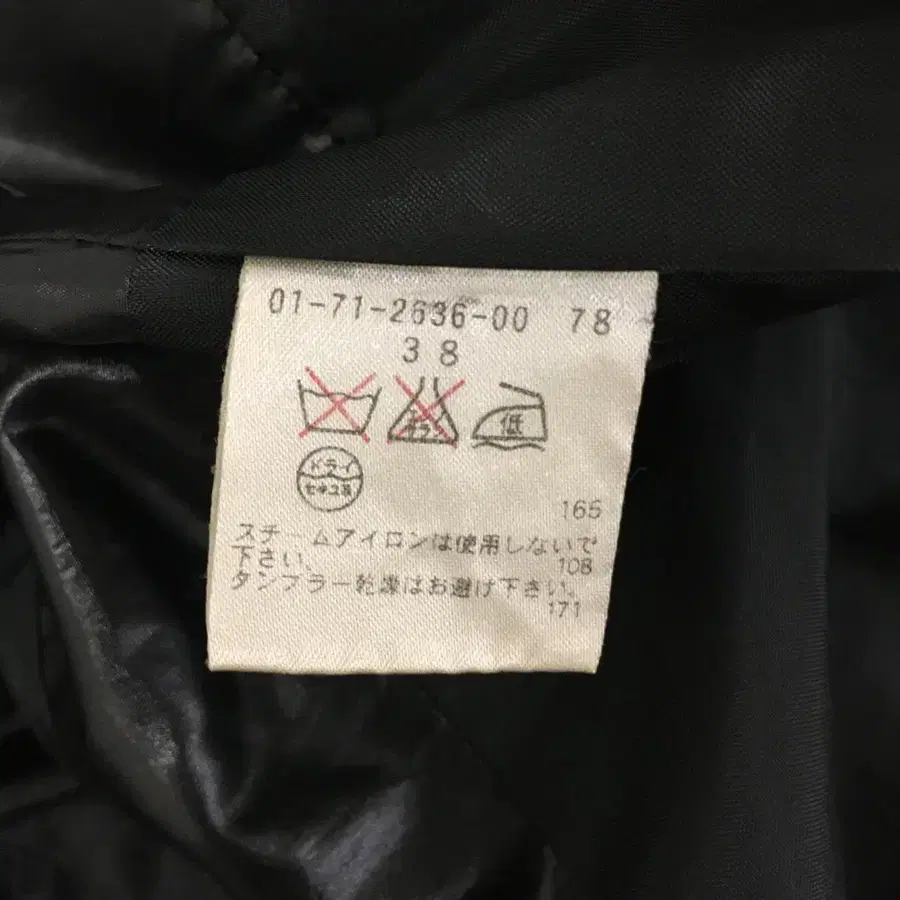 01-71-2636-00 78
38
低
ドライ
セキユ系
165
スチームアイロンは使用しないで
下さい。
108
タンブラー乾燥はお避け下さい。
171